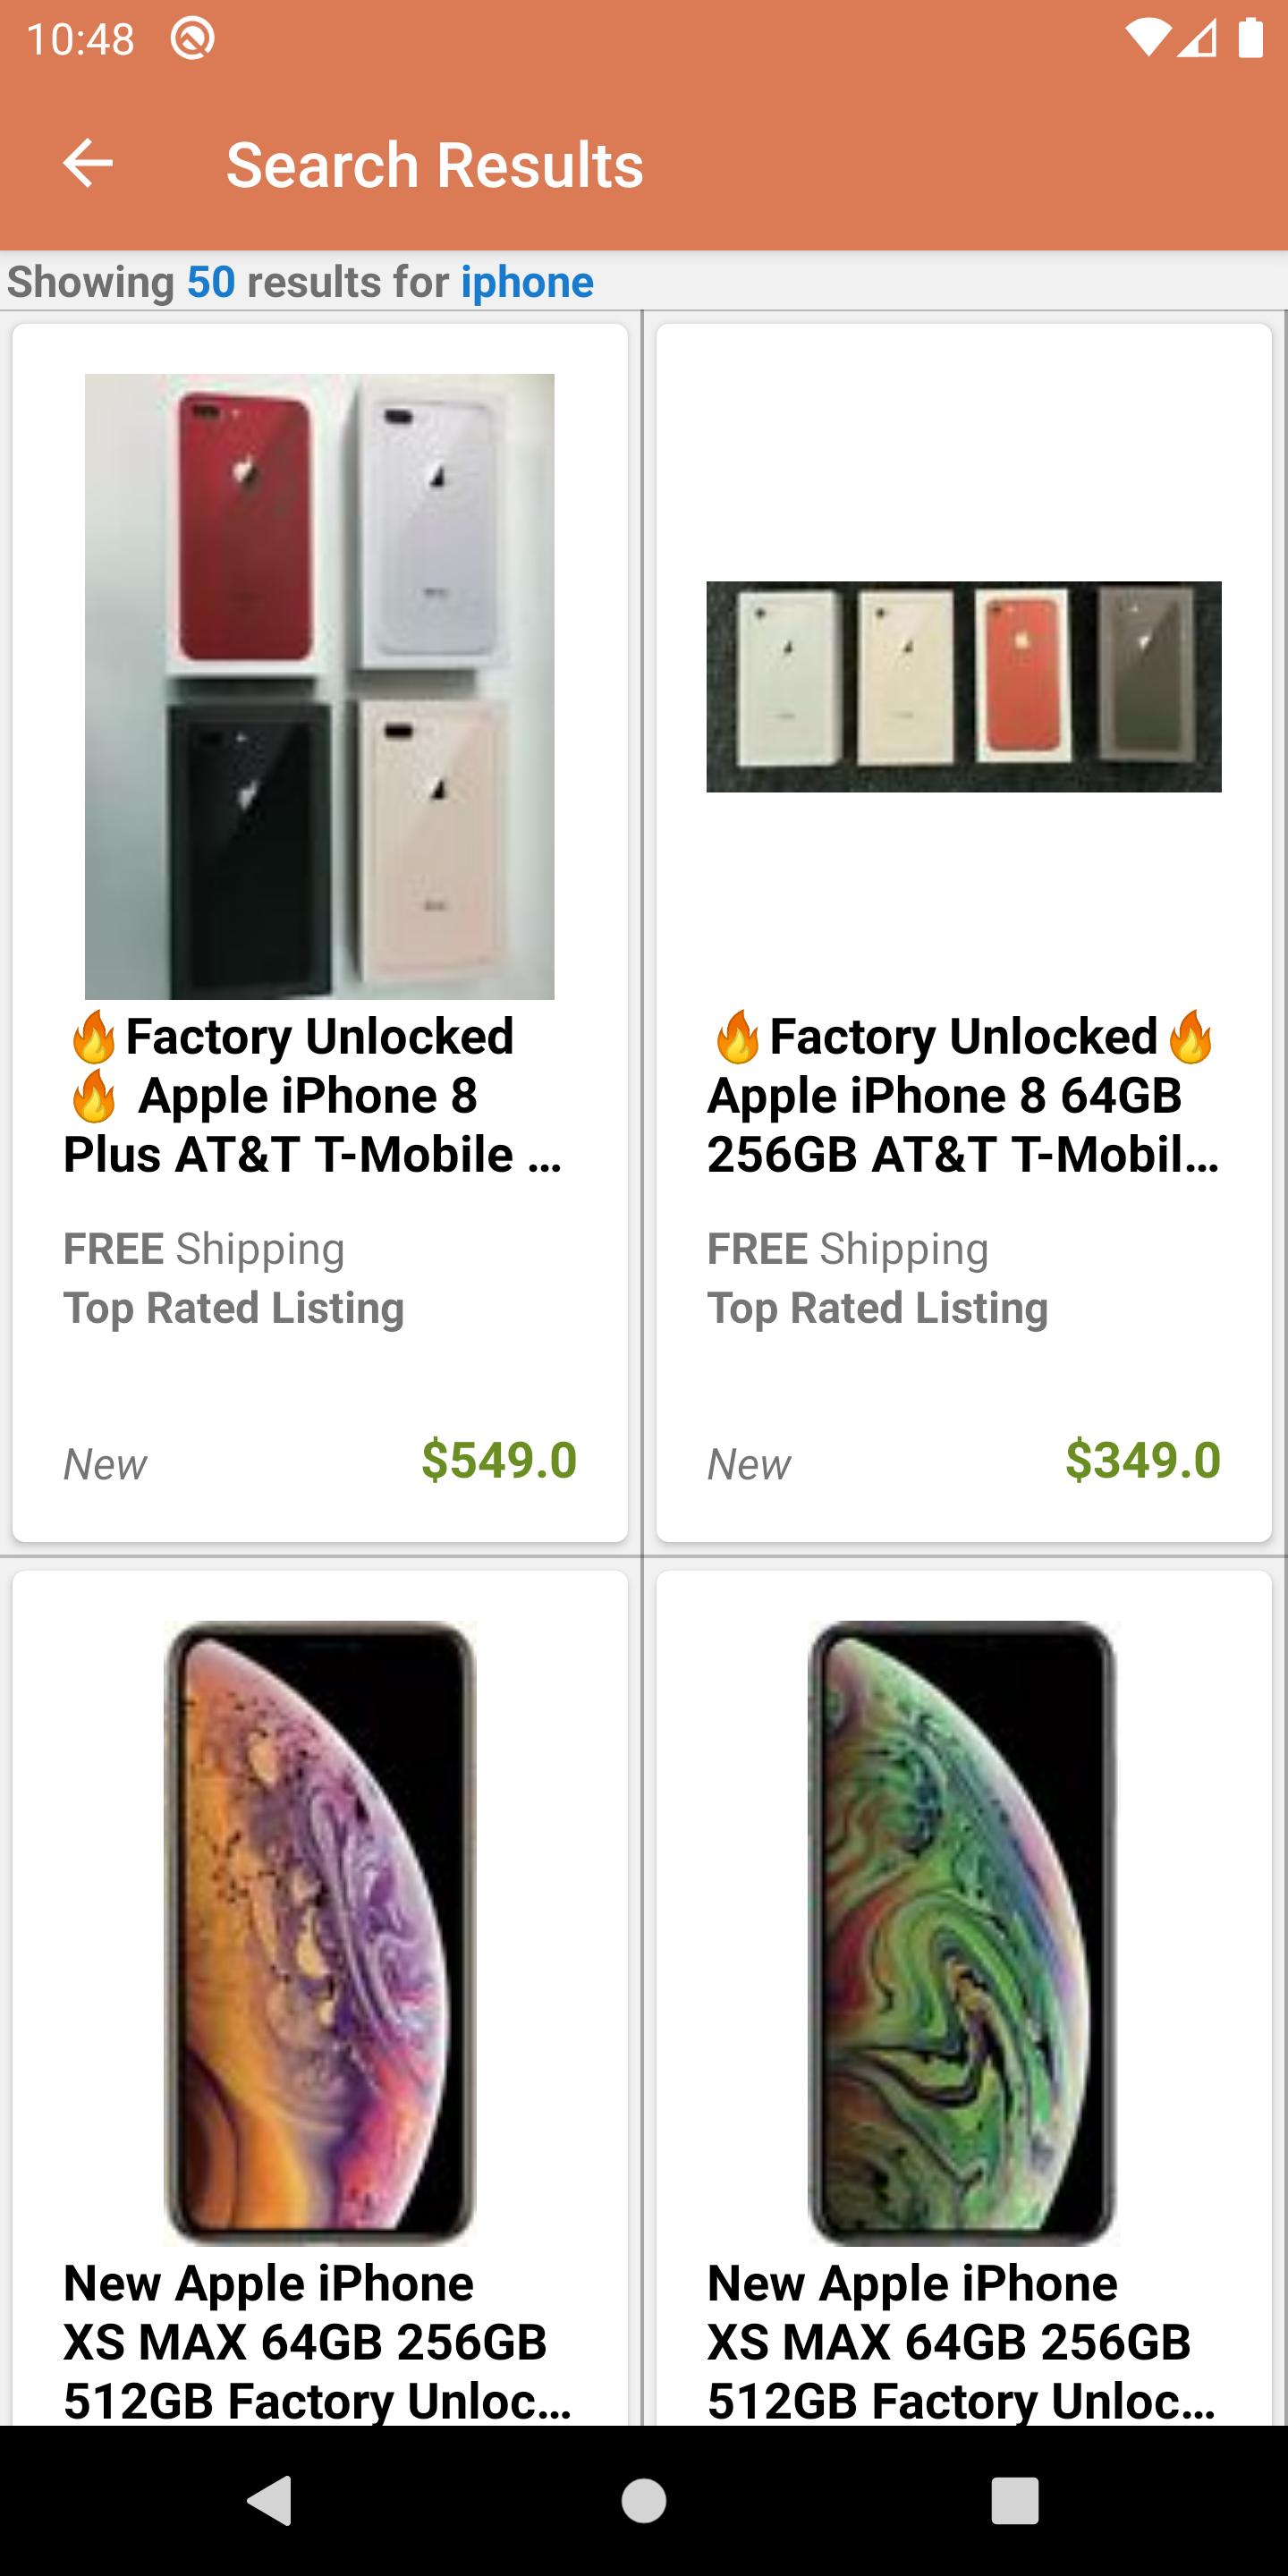 10:48
Search Results
Showing 50 results for iphone
🔥Factory Unlocked
🔥 Apple iPhone 8
Plus AT&T T-Mobile ...
FREE Shipping
Top Rated Listing
New $549.0
🔥Factory Unlocked🔥
Apple iPhone 8 64GB
256GB AT&T T-Mobil...
FREE Shipping
Top Rated Listing
New $349.0
New Apple iPhone
XS MAX 64GB 256GB
512GB Factory Unloc...
New Apple iPhone
XS MAX 64GB 256GB
512GB Factory Unloc...